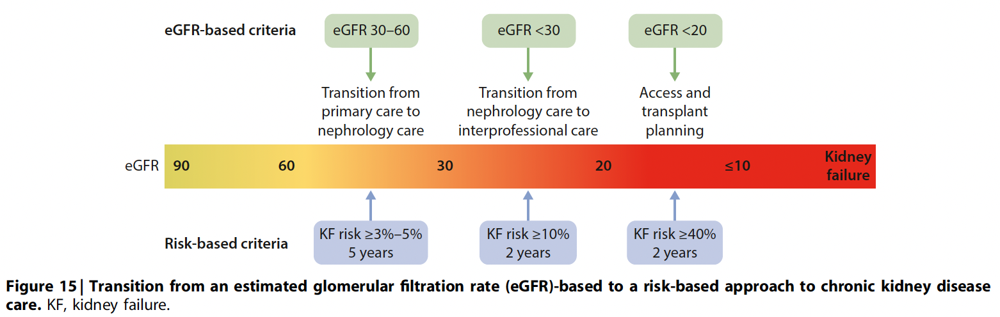 eGFR-based criteria
eGFR 30–60
eGFR <30
eGFR <20
Transition from
primary care to
nephrology care
Transition from
nephrology care to
interprofessional care
Access and
transplant
planning
eGFR
90
60
30
20
≤10
Kidney
failure
Risk-based criteria
KF risk ≥3%–5%
5 years
KF risk ≥10%
2 years
KF risk ≥40%
2 years
Figure 15 | Transition from an estimated glomerular filtration rate (eGFR)-based to a risk-based approach to chronic kidney disease
care. KF, kidney failure.